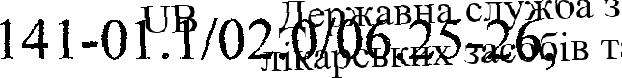 UB Державна служба з
141-01.1/02.0/06.25-26,
лікарських засобів та